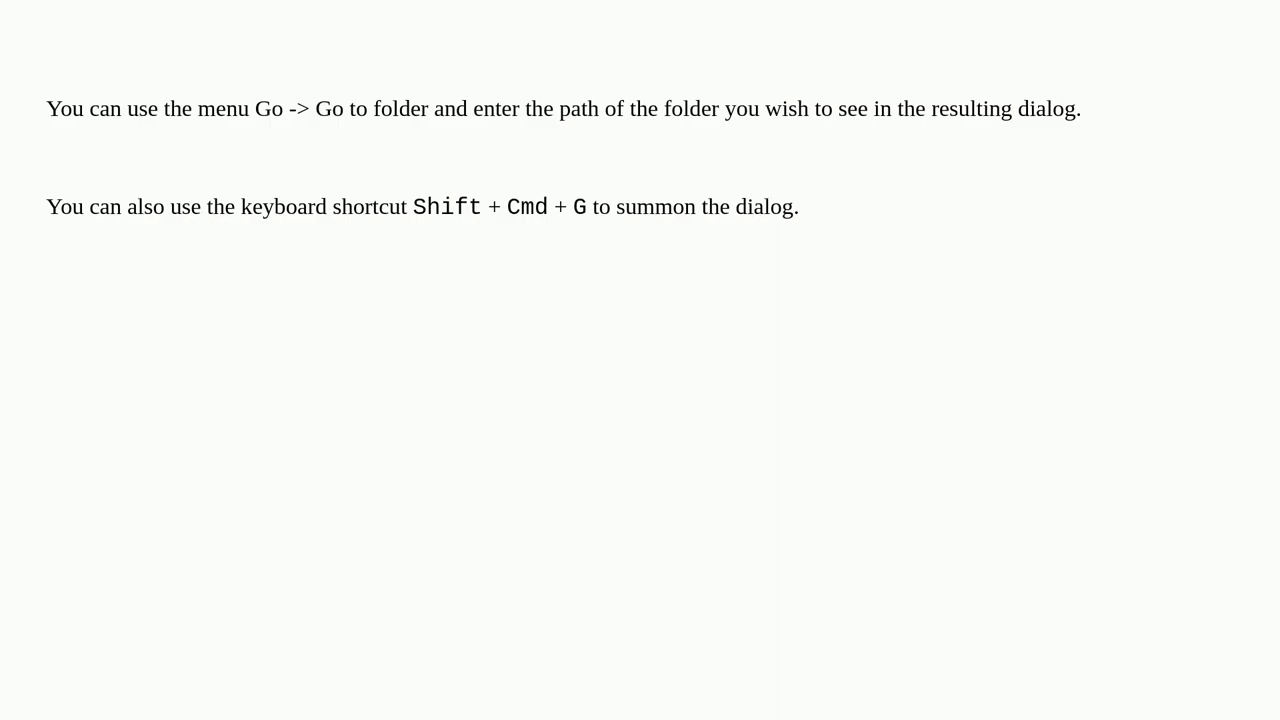 You can use the menu Go -> Go to folder and enter the path of the folder you wish to see in the resulting dialog.
You can also use the keyboard shortcut Shift + Cmd + G to summon the dialog.